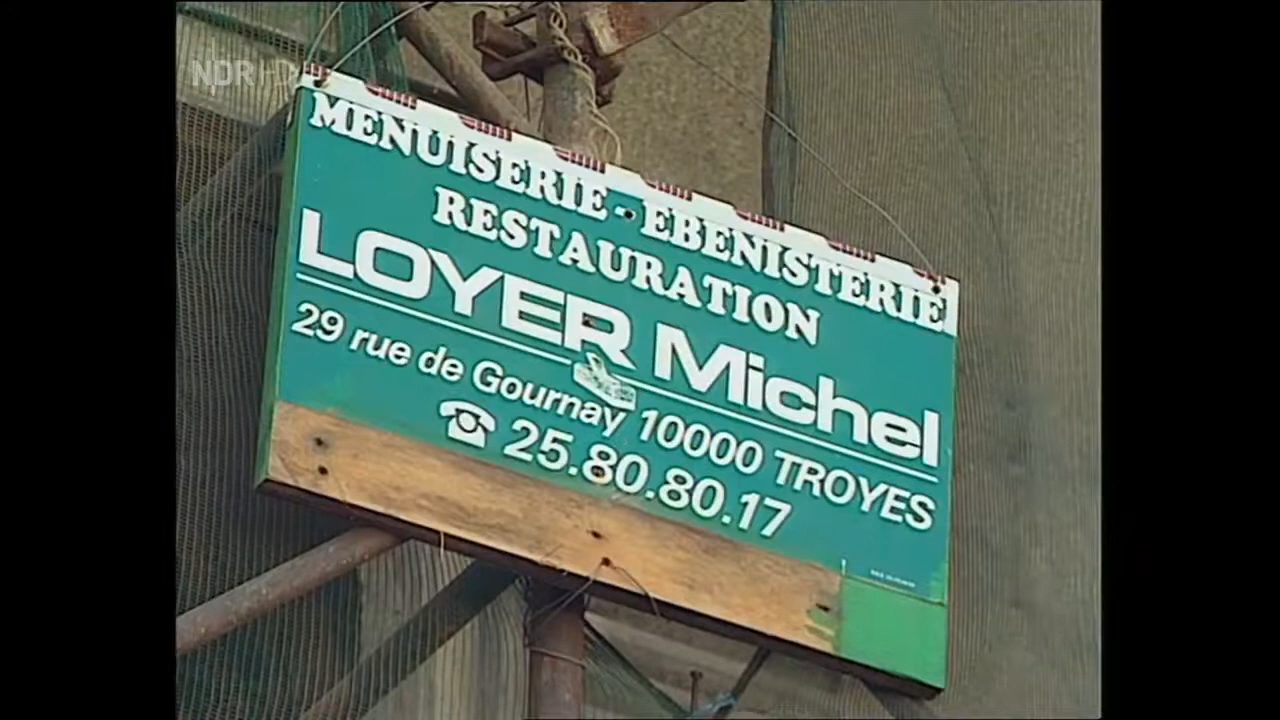 NDR HD
MENUISERIE - EBENISTERIE
RESTAURATION
LOYER Michel
29 rue de Gournay 10000 TROYES
☎ 25.80.80.17